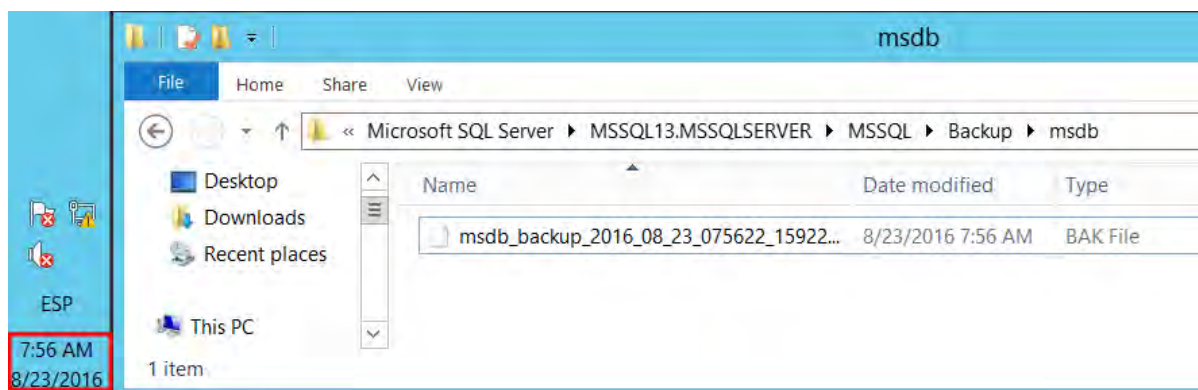 msdb
File Home Share View
« Microsoft SQL Server MSSQL13.MSSQLSERVER MSSQL Backup msdb
Desktop
Downloads
Recent places
This PC
Name Date modified Type
msdb_backup_2016_08_23_075622_15922... 8/23/2016 7:56 AM BAK File
1 item
ESP
7:56 AM
8/23/2016